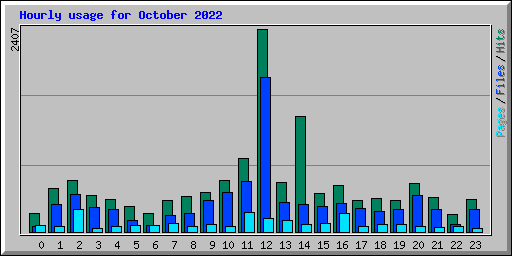 Hourly usage for October 2022
2407
Pages/Files/Hits
0 1 2 3 4 5 6 7 8 9 10 11 12 13 14 15 16 17 18 19 20 21 22 23